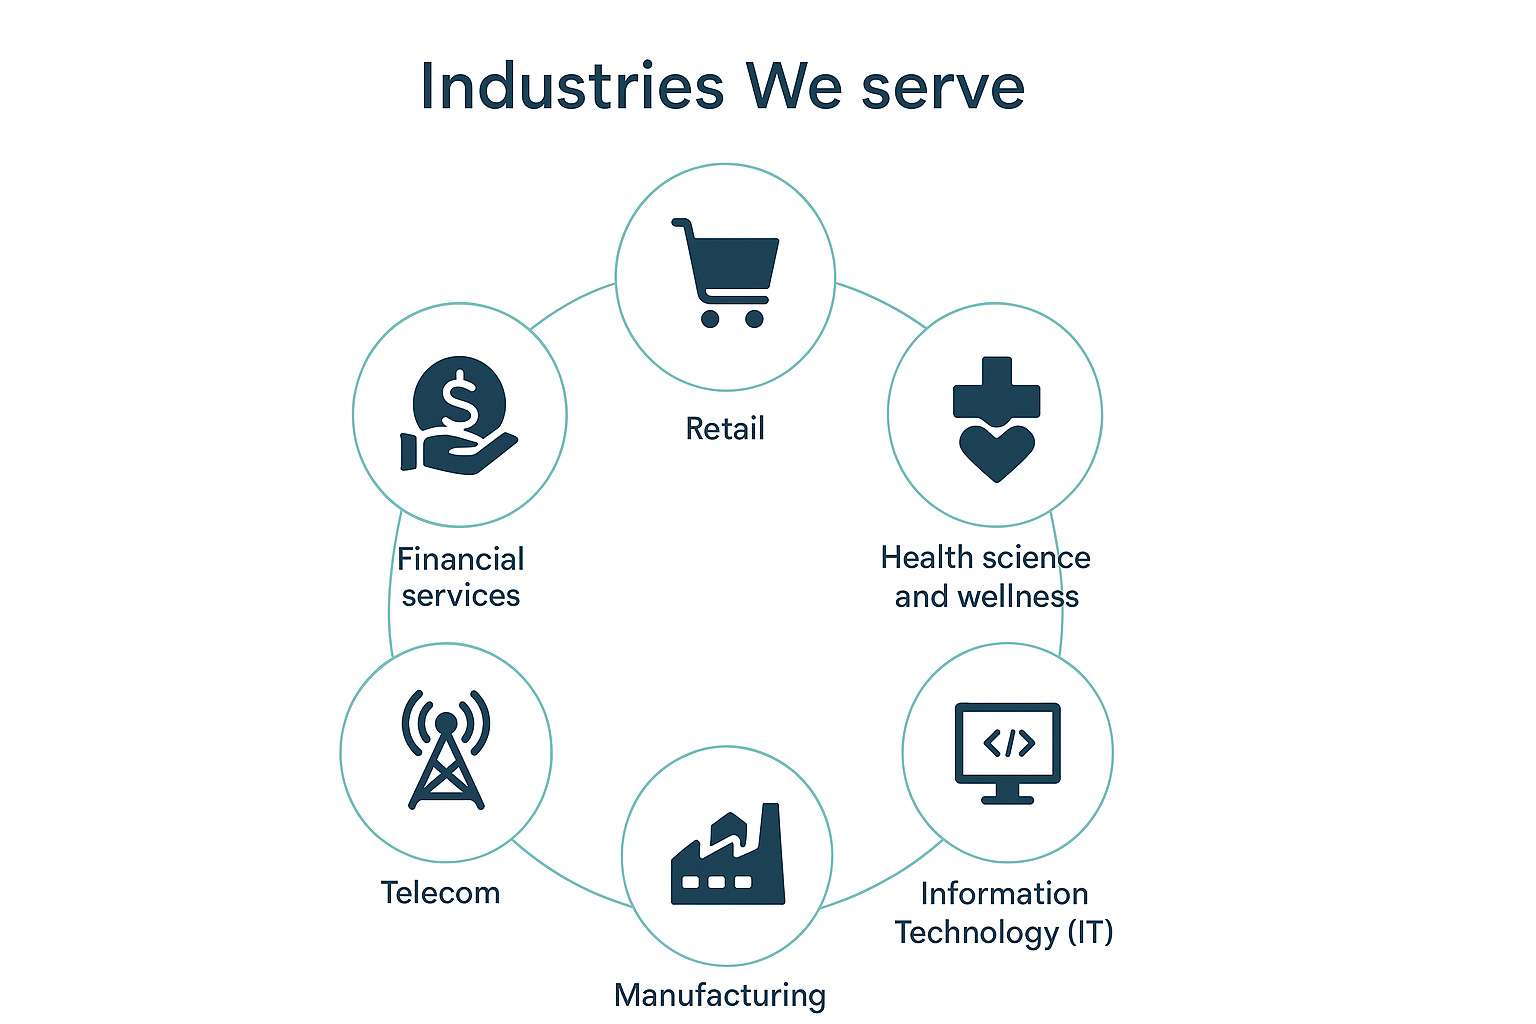 Industries We serve
Retail
Financial
services
Health science
and wellness
Telecom
Information
Technology (IT)
Manufacturing
$
</>